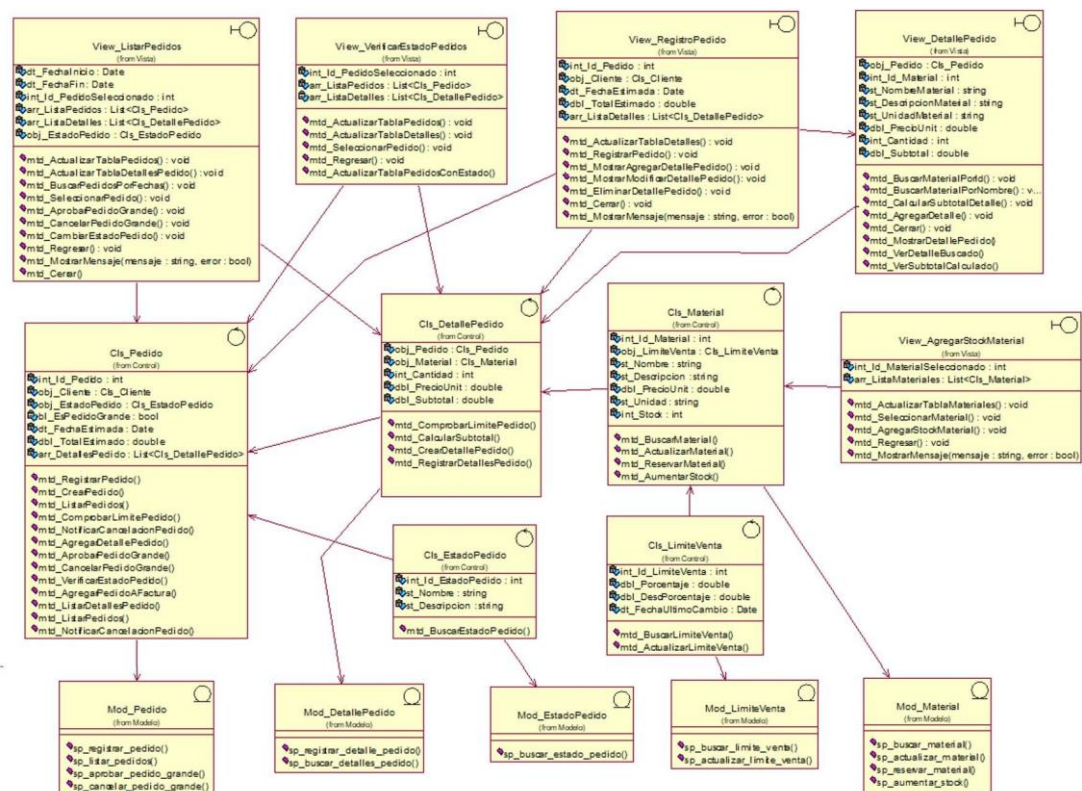 View_ListarPedidos
(from Vista)
dt_FechaInicio : Date
dt_FechaFin : Date
int_Id_PedidoSeleccionado : int
arr_ListaPedidos : List<Cls_Pedido>
arr_ListaDetalles : List<Cls_DetallePedido>
obj_EstadoPedido : Cls_EstadoPedido
mtd_ActualizarTablaPedidos() : void
mtd_ActualizarTablaDetallesPedido() : void
mtd_BuscarPedidosPorFechas() : void
mtd_SeleccionarPedido() : void
mtd_AprobarPedidoGrande() : void
mtd_CancelarPedidoGrande() : void
mtd_CambiarEstadoPedido() : void
mtd_Regresar() : void
mtd_MostrarMensaje(mensaje : string, error : bool)
mtd_Cerrar()
View_VerificarEstadoPedidos
(from Vista)
int_Id_PedidoSeleccionado : int
arr_ListaPedidos : List<Cls_Pedido>
arr_ListaDetalles : List<Cls_DetallePedido>
mtd_ActualizarTablaPedidos() : void
mtd_ActualizarTablaDetalles() : void
mtd_SeleccionarPedido() : void
mtd_Regresar() : void
mtd_ActualizarTablaPedidosConEstado()
View_RegistroPedido
(from Vista)
int_Id_Pedido : int
obj_Cliente : Cls_Cliente
dt_FechaEstimada : Date
dbl_TotalEstimado : double
arr_ListaDetalles : List<Cls_DetallePedido>
mtd_ActualizarTablaDetalles() : void
mtd_RegistrarPedido() : void
mtd_MostrarAgregarDetallePedido() : void
mtd_MostrarModificarDetallePedido() : void
mtd_EliminarDetallePedido() : void
mtd_Cerrar() : void
mtd_MostrarMensaje(mensaje : string, error : bool)
View_DetallePedido
(from Vista)
obj_Pedido : Cls_Pedido
int_Id_Material : int
st_NombreMaterial : string
st_DescripcionMaterial : string
st_UnidadMaterial : string
dbl_PrecioUnit : double
int_Cantidad : int
dbl_Subtotal : double
mtd_BuscarMaterialPorId() : void
mtd_BuscarMaterialPorNombre() : v...
mtd_CalcularSubtotalDetalle() : void
mtd_AgregarDetalle() : void
mtd_Cerrar() : void
mtd_MostrarDetallePedido()
mtd_VerDetalleBuscado()
mtd_VerSubtotalCalculado()
Cls_Pedido
(from Control)
int_Id_Pedido : int
obj_Cliente : Cls_Cliente
obj_EstadoPedido : Cls_EstadoPedido
bl_EsPedidoGrande : bool
dt_FechaEstimada : Date
dbl_TotalEstimado : double
arr_DetallesPedido : List<Cls_DetallePedido>
mtd_RegistrarPedido()
mtd_CrearPedido()
mtd_ListarPedidos()
mtd_ComprobarLimitePedido()
mtd_NotificarCancelacionPedido()
mtd_AgregarDetallePedido()
mtd_AprobarPedidoGrande()
mtd_CancelarPedidoGrande()
mtd_VerificarEstadoPedido()
mtd_AgregarPedidoAFactura()
mtd_ListarDetallesPedido()
mtd_ListarPedidos()
mtd_NotificarCancelacionPedido()
Cls_DetallePedido
(from Control)
obj_Pedido : Cls_Pedido
obj_Material : Cls_Material
int_Cantidad : int
dbl_PrecioUnit : double
dbl_Subtotal : double
mtd_ComprobarLimitePedido()
mtd_CalcularSubtotal()
mtd_CrearDetallePedido()
mtd_RegistrarDetallesPedido()
Cls_Material
(from Control)
int_Id_Material : int
obj_LimiteVenta : Cls_LimiteVenta
st_Nombre : string
st_Descripcion : string
dbl_PrecioUnit : double
st_Unidad : string
int_Stock : int
mtd_BuscarMaterial()
mtd_ActualizarMaterial()
mtd_ReservarMaterial()
mtd_AumentarStock()
View_AgregarStockMaterial
(from Vista)
int_Id_MaterialSeleccionado : int
arr_ListaMateriales : List<Cls_Material>
mtd_ActualizarTablaMateriales() : void
mtd_SeleccionarMaterial() : void
mtd_AgregarStockMaterial() : void
mtd_Regresar() : void
mtd_MostrarMensaje(mensaje : string, error : bool)
Cls_EstadoPedido
(from Control)
int_Id_EstadoPedido : int
st_Nombre : string
st_Descripcion : string
mtd_BuscarEstadoPedido()
Cls_LimiteVenta
(from Control)
int_Id_LimiteVenta : int
dbl_Porcentaje : double
dbl_DescPorcentaje : double
dt_FechaUltimoCambio : Date
mtd_BuscarLimiteVenta()
mtd_ActualizarLimiteVenta()
Mod_Pedido
(from Modelo)
sp_registrar_pedido()
sp_listar_pedidos()
sp_aprobar_pedido_grande()
sp_cancelar_pedido_grande()
Mod_DetallePedido
(from Modelo)
sp_registrar_detalle_pedido()
sp_buscar_detalles_pedido()
Mod_EstadoPedido
(from Modelo)
sp_buscar_estado_pedido()
Mod_LimiteVenta
(from Modelo)
sp_buscar_limite_venta()
sp_actualizar_limite_venta()
Mod_Material
(from Modelo)
sp_buscar_material()
sp_actualizar_material()
sp_reservar_material()
sp_aumentar_stock()